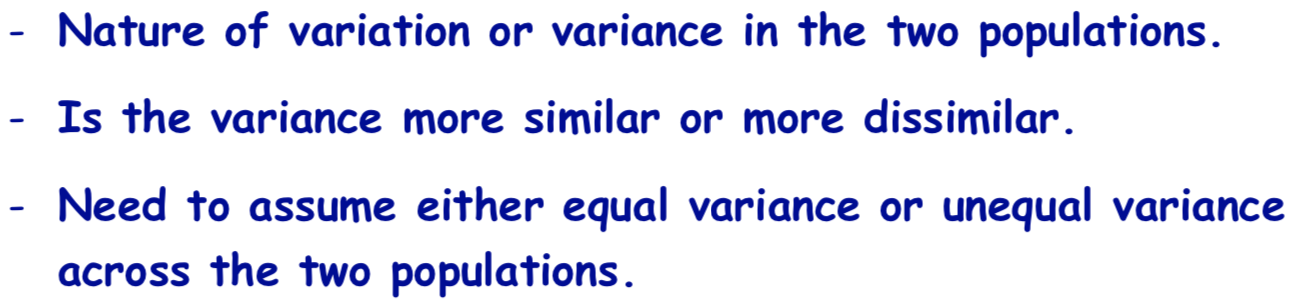 - Nature of variation or variance in the two populations.
- Is the variance more similar or more dissimilar.
- Need to assume either equal variance or unequal variance
across the two populations.